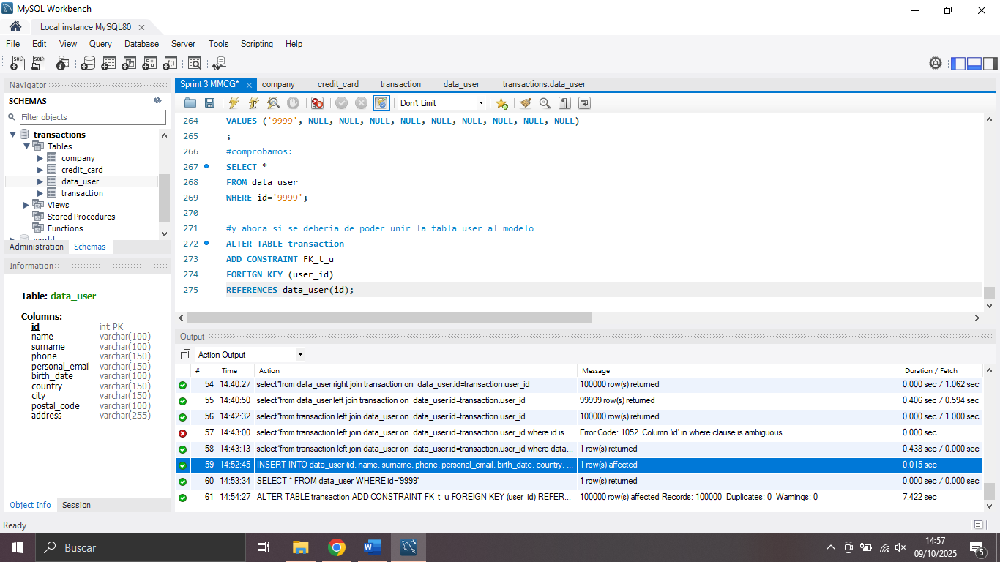 MySQL Workbench
Local instance MySQL80
File Edit View Query Database Server Tools Scripting Help
Navigator
SCHEMAS
Filter objects
transactions
Tables
company
credit_card
data_user
transaction
Views
Stored Procedures
Functions
Administration Schemas
Information
Table: data_user
Columns:
id int PK
name varchar(100)
surname varchar(100)
phone varchar(150)
personal_email varchar(150)
birth_date varchar(100)
country varchar(150)
city varchar(150)
postal_code varchar(100)
address varchar(255)
Object Info Session
Sprint 3 MMCG* company credit_card transaction data_user transactions.data_user
Don't Limit
264 VALUES ('9999', NULL, NULL, NULL, NULL, NULL, NULL, NULL, NULL, NULL)
265 ;
266 #comprobamos:
267 SELECT *
268 FROM data_user
269 WHERE id='9999';
270
271 #y ahora si se deberia de poder unir la tabla user al modelo
272 ALTER TABLE transaction
273 ADD CONSTRAINT FK_t_u
274 FOREIGN KEY (user_id)
275 REFERENCES data_user(id);
Output
Action Output
# Time Action Message Duration / Fetch
54 14:40:27 select*from data_user right join transaction on data_user.id=transaction.user_id 100000 row(s) returned 0.000 sec / 1.062 sec
55 14:40:50 select*from data_user left join transaction on data_user.id=transaction.user_id 99999 row(s) returned 0.406 sec / 0.594 sec
56 14:42:32 select*from transaction left join data_user on data_user.id=transaction.user_id 100000 row(s) returned 0.000 sec / 1.000 sec
57 14:43:00 select*from transaction left join data_user on data_user.id=transaction.user_id where id is ... Error Code: 1052. Column 'id' in where clause is ambiguous 0.000 sec
58 14:43:13 select*from transaction left join data_user on data_user.id=transaction.user_id where data... 1 row(s) returned 0.438 sec / 0.000 sec
59 14:52:45 INSERT INTO data_user (id, name, surname, phone, personal_email, birth_date, country, ... 1 row(s) affected 0.015 sec
60 14:53:34 SELECT * FROM data_user WHERE id='9999' 1 row(s) returned 0.000 sec / 0.000 sec
61 14:54:27 ALTER TABLE transaction ADD CONSTRAINT FK_t_u FOREIGN KEY (user_id) REFER... 100000 row(s) affected Records: 100000 Duplicates: 0 Warnings: 0 7.422 sec
Ready
Buscar
14:57
09/10/2025
5